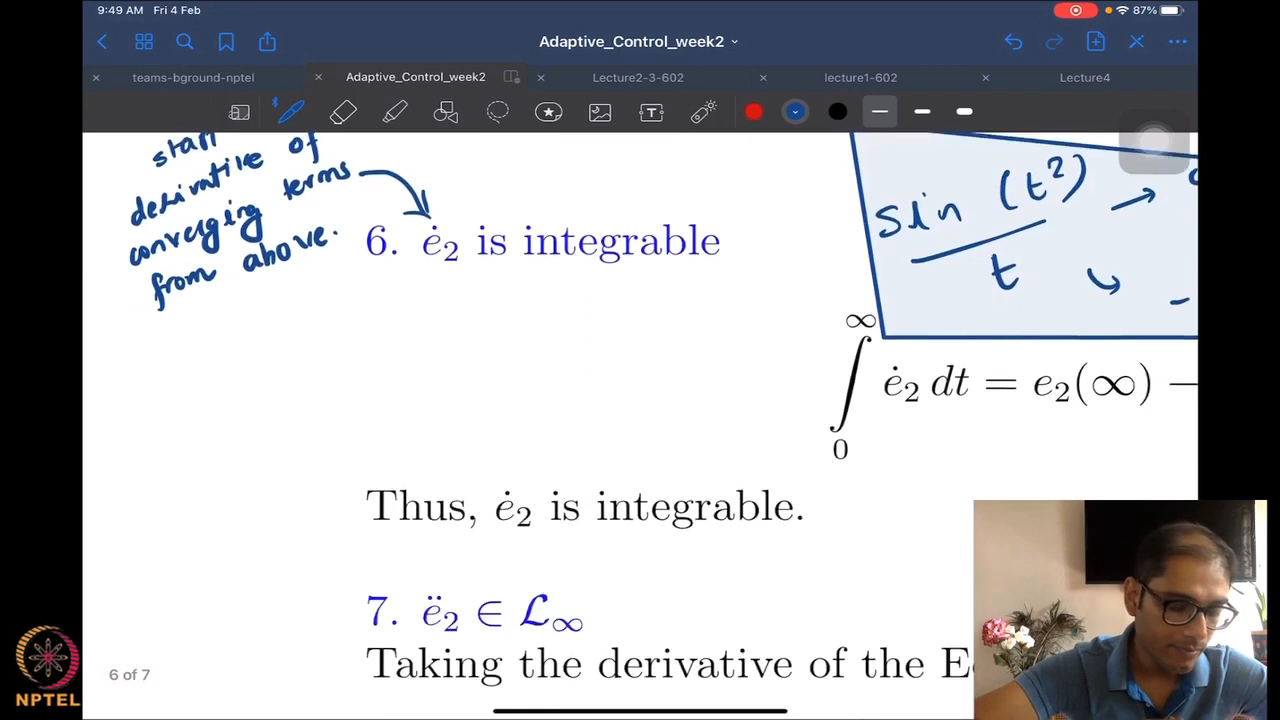 9:49 AM Fri 4 Feb
87%
Adaptive_Control_week2
teams-bground-nptel
Adaptive_Control_week2
Lecture2-3-602
lecture1-602
Lecture4
start
derivative of
converging terms
from above.
sin (t²)
t
6. ė₂ is integrable
∞
∫ ė₂ dt = e₂(∞) −
0
Thus, ė₂ is integrable.
7. ë₂ ∈ 𝓛∞
Taking the derivative of the E
6 of 7
NPTEL